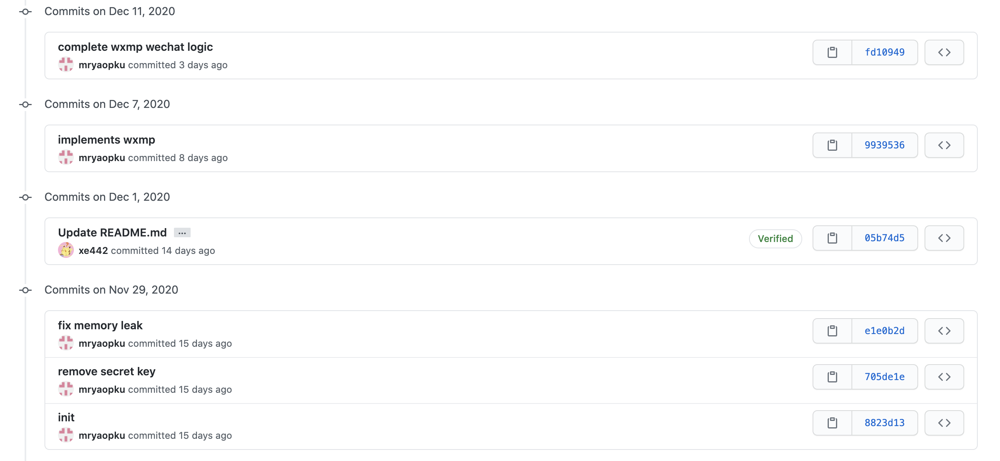 Commits on Dec 11, 2020
complete wxmp wechat logic
fd10949
mryaopku committed 3 days ago
Commits on Dec 7, 2020
implements wxmp
9939536
mryaopku committed 8 days ago
Commits on Dec 1, 2020
Update README.md ...
Verified
05b74d5
xe442 committed 14 days ago
Commits on Nov 29, 2020
fix memory leak
e1e0b2d
mryaopku committed 15 days ago
remove secret key
705de1e
mryaopku committed 15 days ago
init
8823d13
mryaopku committed 15 days ago